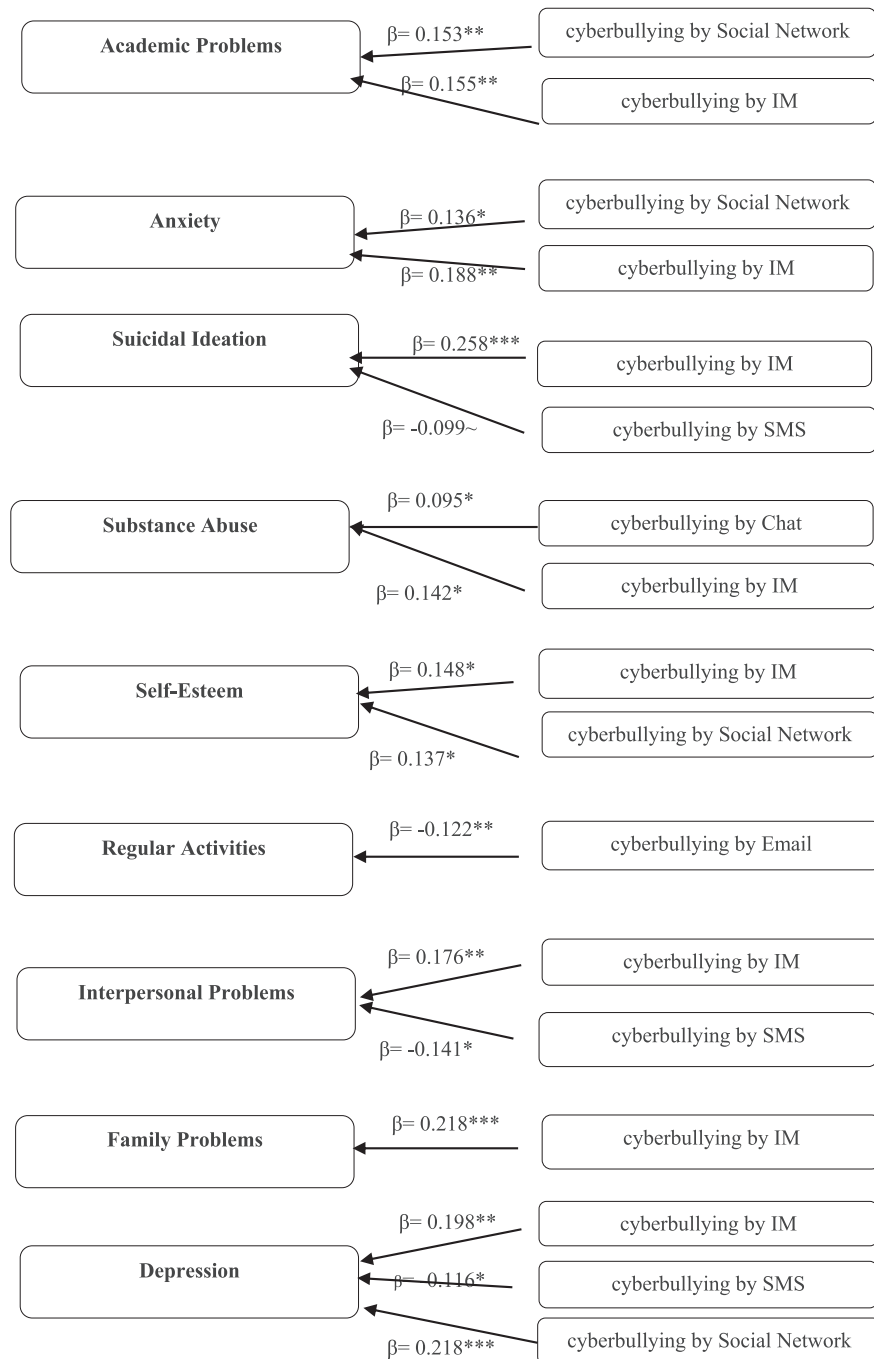 Academic Problems
β= 0.153**
cyberbullying by Social Network
β= 0.155**
cyberbullying by IM
Anxiety
β= 0.136*
cyberbullying by Social Network
β= 0.188**
cyberbullying by IM
Suicidal Ideation
β= 0.258***
cyberbullying by IM
β= -0.099~
cyberbullying by SMS
Substance Abuse
β= 0.095*
cyberbullying by Chat
β= 0.142*
cyberbullying by IM
Self-Esteem
β= 0.148*
cyberbullying by IM
β= 0.137*
cyberbullying by Social Network
Regular Activities
β= -0.122**
cyberbullying by Email
Interpersonal Problems
β= 0.176**
cyberbullying by IM
β= -0.141*
cyberbullying by SMS
Family Problems
β= 0.218***
cyberbullying by IM
Depression
β= 0.198**
cyberbullying by IM
β= -0.116*
cyberbullying by SMS
β= 0.218***
cyberbullying by Social Network